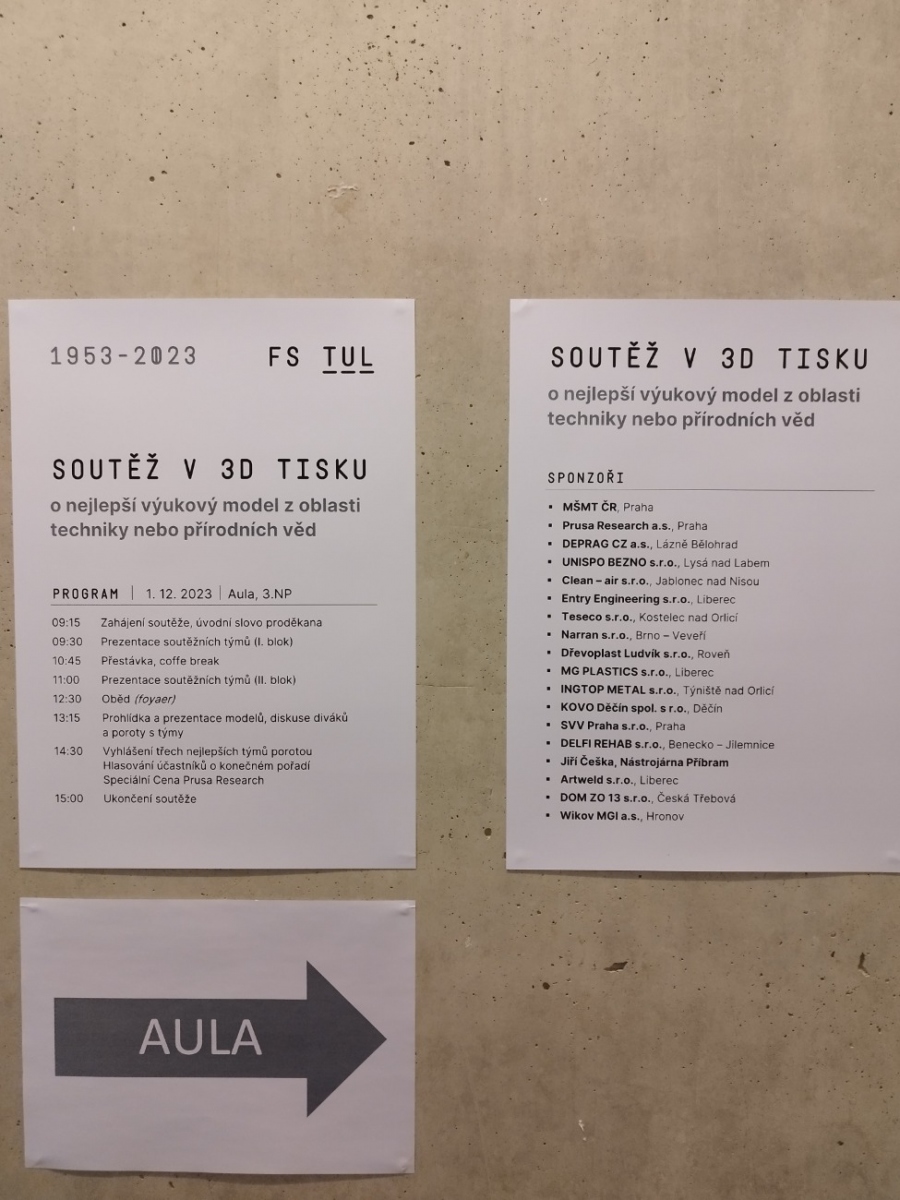 1953-2023 FS TUL
SOUTĚŽ V 3D TISKU
o nejlepší výukový model z oblasti
techniky nebo přírodních věd
PROGRAM | 1. 12. 2023 | Aula, 3.NP
09:15 Zahájení soutěže, úvodní slovo proděkana
09:30 Prezentace soutěžních týmů (I. blok)
10:45 Přestávka, coffe break
11:00 Prezentace soutěžních týmů (II. blok)
12:30 Oběd (foyaer)
13:15 Prohlídka a prezentace modelů, diskuse diváků
a poroty s týmy
14:30 Vyhlášení třech nejlepších týmů porotou
Hlasování účastníků o konečném pořadí
Speciální Cena Prusa Research
15:00 Ukončení soutěže
AULA
SOUTĚŽ V 3D TISKU
o nejlepší výukový model z oblasti
techniky nebo přírodních věd
SPONZOŘI
▪ MŠMT ČR, Praha
▪ Prusa Research a.s., Praha
▪ DEPRAG CZ a.s., Lázně Bělohrad
▪ UNISPO BEZNO s.r.o., Lysá nad Labem
▪ Clean – air s.r.o., Jablonec nad Nisou
▪ Entry Engineering s.r.o., Liberec
▪ Teseco s.r.o., Kostelec nad Orlicí
▪ Narran s.r.o., Brno – Veveří
▪ Dřevoplast Ludvík s.r.o., Roveň
▪ MG PLASTICS s.r.o., Liberec
▪ INGTOP METAL s.r.o., Týniště nad Orlicí
▪ KOVO Děčín spol. s r.o., Děčín
▪ SVV Praha s.r.o., Praha
▪ DELFI REHAB s.r.o., Benecko – Jilemnice
▪ Jiří Češka, Nástrojárna Příbram
▪ Artweld s.r.o., Liberec
▪ DOM ZO 13 s.r.o., Česká Třebová
▪ Wikov MGI a.s., Hronov